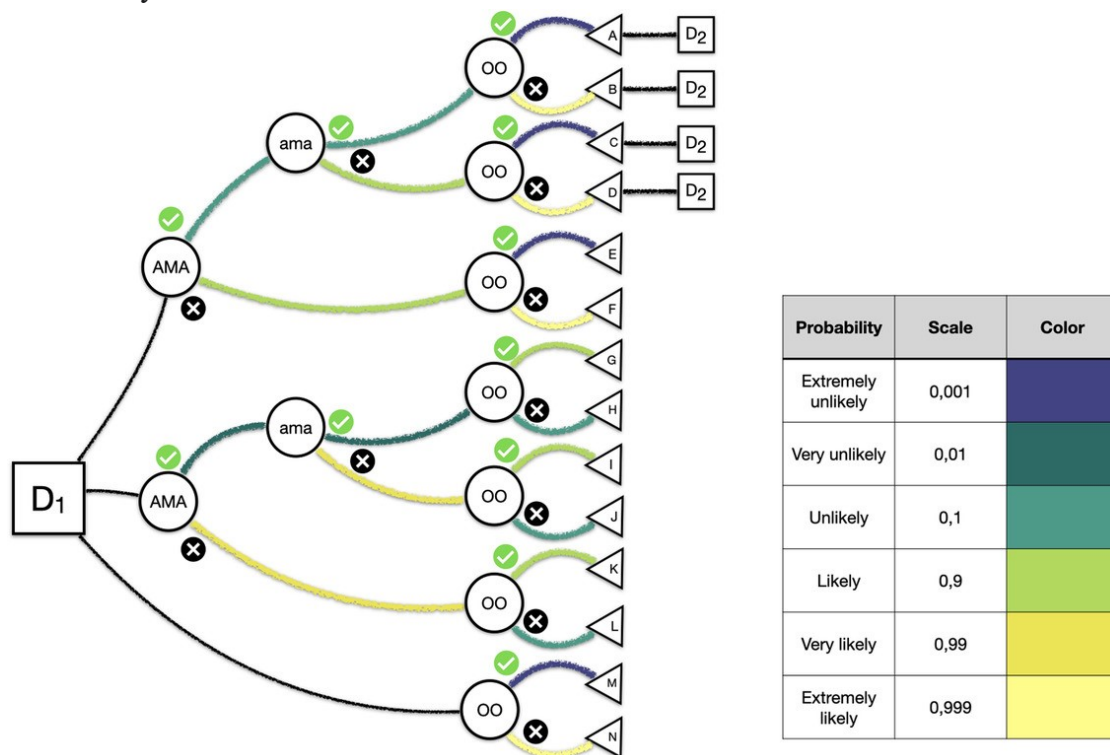 OO
A
D2
B
D2
ama
OO
C
D2
D
D2
AMA
OO
E
F
OO
G
H
ama
OO
I
J
D1
AMA
OO
K
L
OO
M
N
Probability Scale Color
Extremely
unlikely
0,001
Very unlikely 0,01
Unlikely 0,1
Likely 0,9
Very likely 0,99
Extremely
likely
0,999